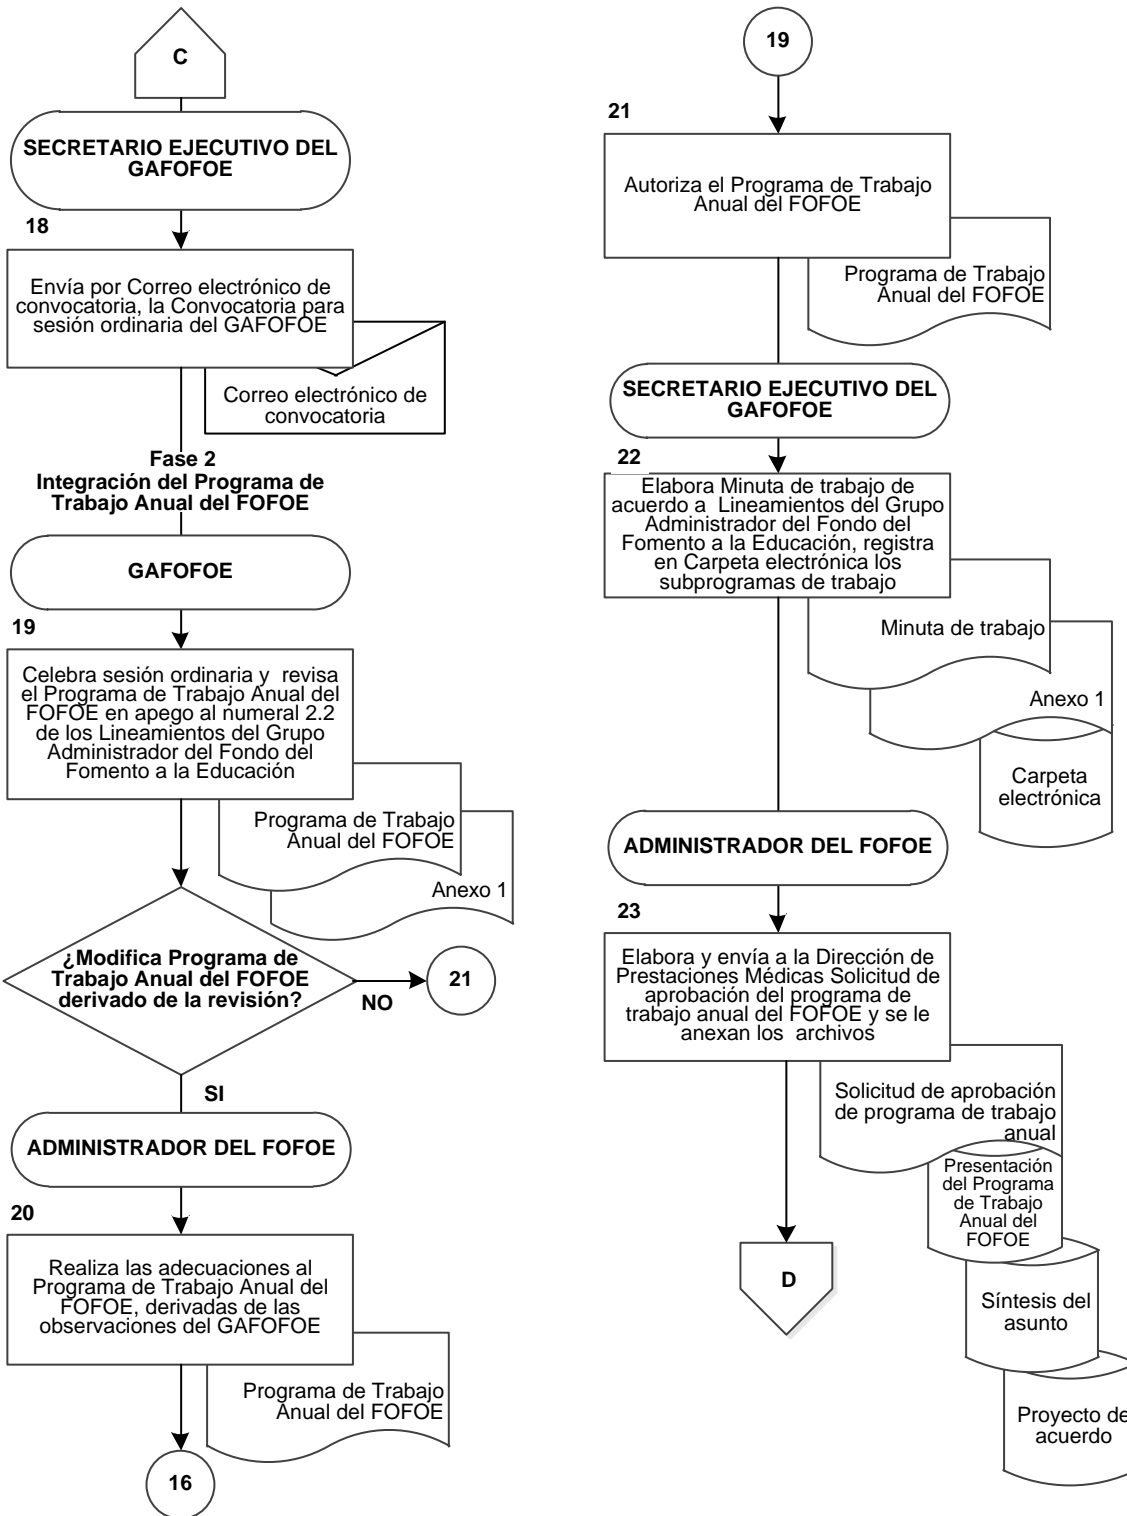 C
SECRETARIO EJECUTIVO DEL
GAFOFOE
18
Envía por Correo electrónico de
convocatoria, la Convocatoria para
sesión ordinaria del GAFOFOE
Correo electrónico de
convocatoria
Fase 2
Integración del Programa de
Trabajo Anual del FOFOE
GAFOFOE
19
Celebra sesión ordinaria y revisa
el Programa de Trabajo Anual del
FOFOE en apego al numeral 2.2
de los Lineamientos del Grupo
Administrador del Fondo del
Fomento a la Educación
Programa de Trabajo
Anual del FOFOE
Anexo 1
¿Modifica Programa de
Trabajo Anual del FOFOE
derivado de la revisión?
NO
21
SI
ADMINISTRADOR DEL FOFOE
20
Realiza las adecuaciones al
Programa de Trabajo Anual del
FOFOE, derivadas de las
observaciones del GAFOFOE
Programa de Trabajo
Anual del FOFOE
16
19
21
Autoriza el Programa de Trabajo
Anual del FOFOE
Programa de Trabajo
Anual del FOFOE
SECRETARIO EJECUTIVO DEL
GAFOFOE
22
Elabora Minuta de trabajo de
acuerdo a Lineamientos del Grupo
Administrador del Fondo del
Fomento a la Educación, registra
en Carpeta electrónica los
subprogramas de trabajo
Minuta de trabajo
Anexo 1
Carpeta
electrónica
ADMINISTRADOR DEL FOFOE
23
Elabora y envía a la Dirección de
Prestaciones Médicas Solicitud de
aprobación del programa de
trabajo anual del FOFOE y se le
anexan los archivos
Solicitud de aprobación
de programa de trabajo
anual
Presentación
del Programa
de Trabajo
Anual del
FOFOE
D
Síntesis del
asunto
Proyecto de
acuerdo